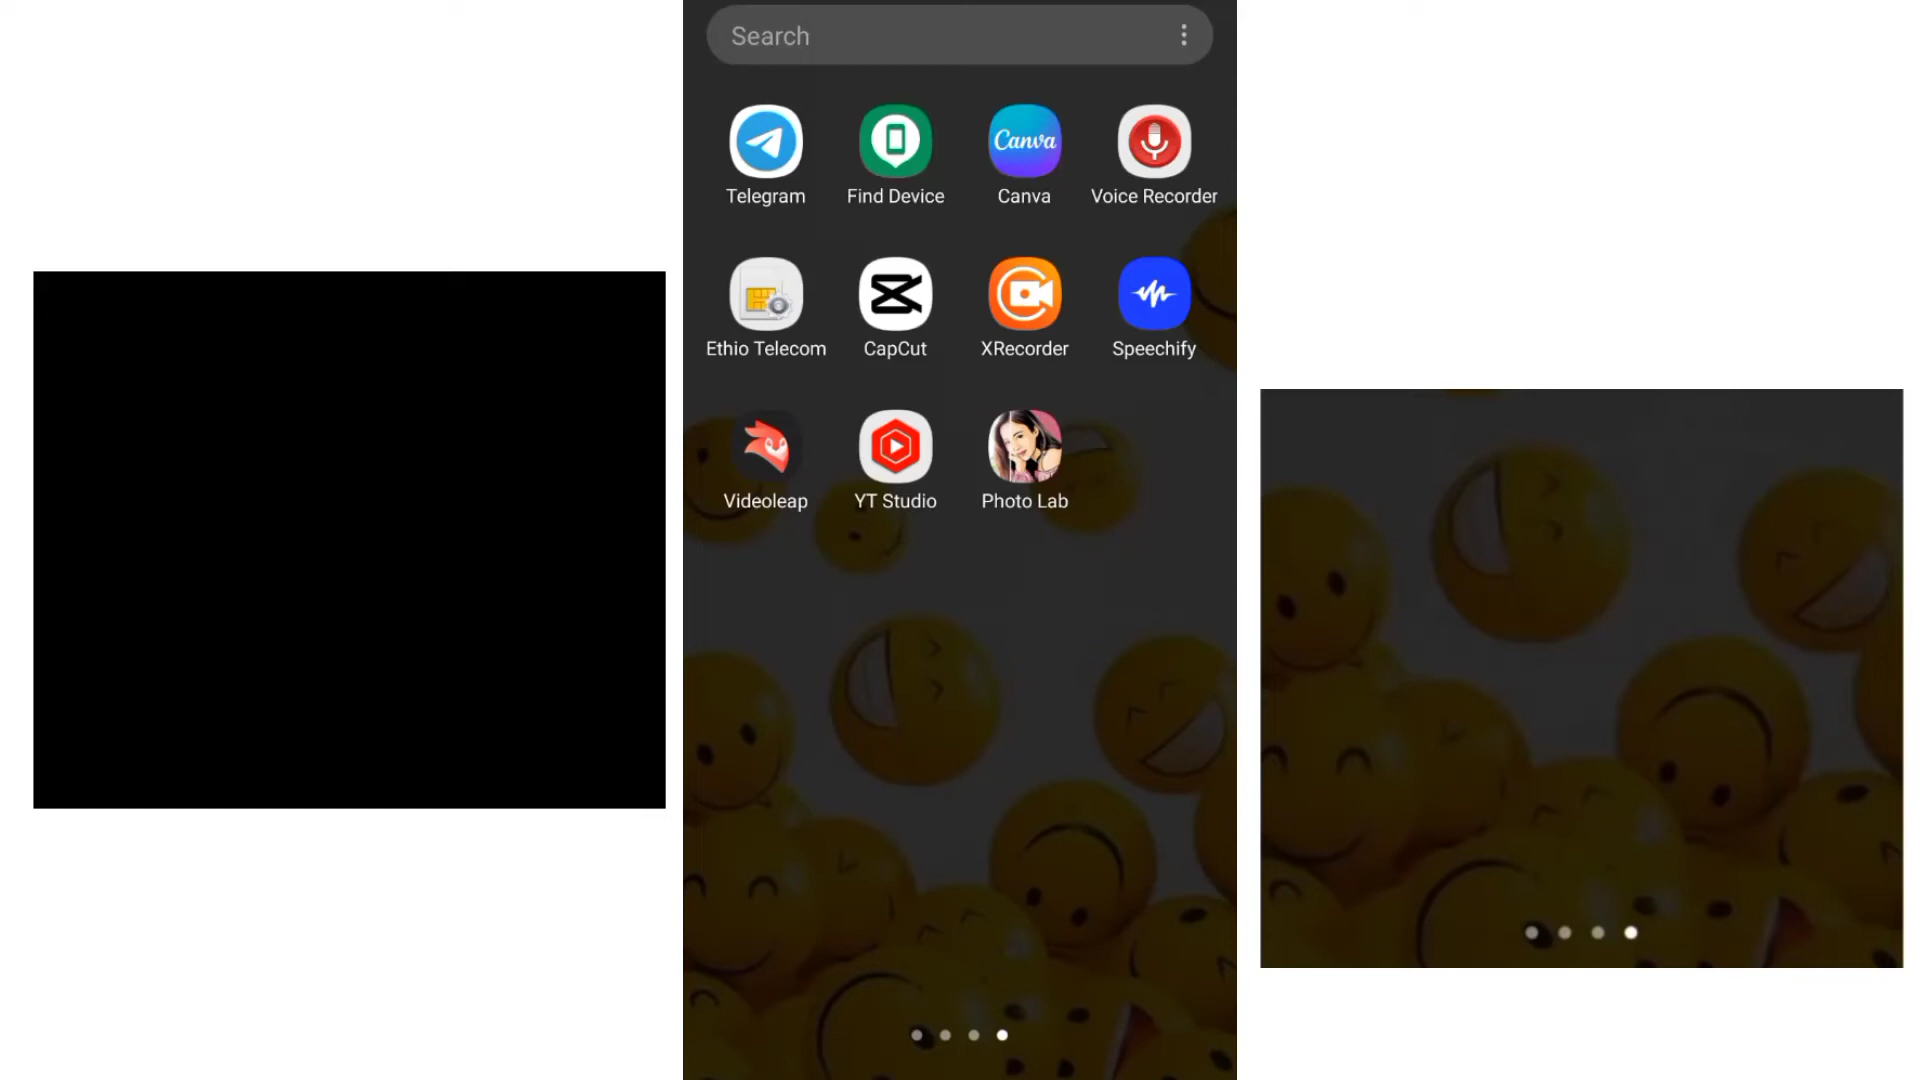 Search
Telegram
Find Device
Canva
Canva
Voice Recorder
Ethio Telecom
CapCut
XRecorder
Speechify
Videoleap
YT Studio
Photo Lab